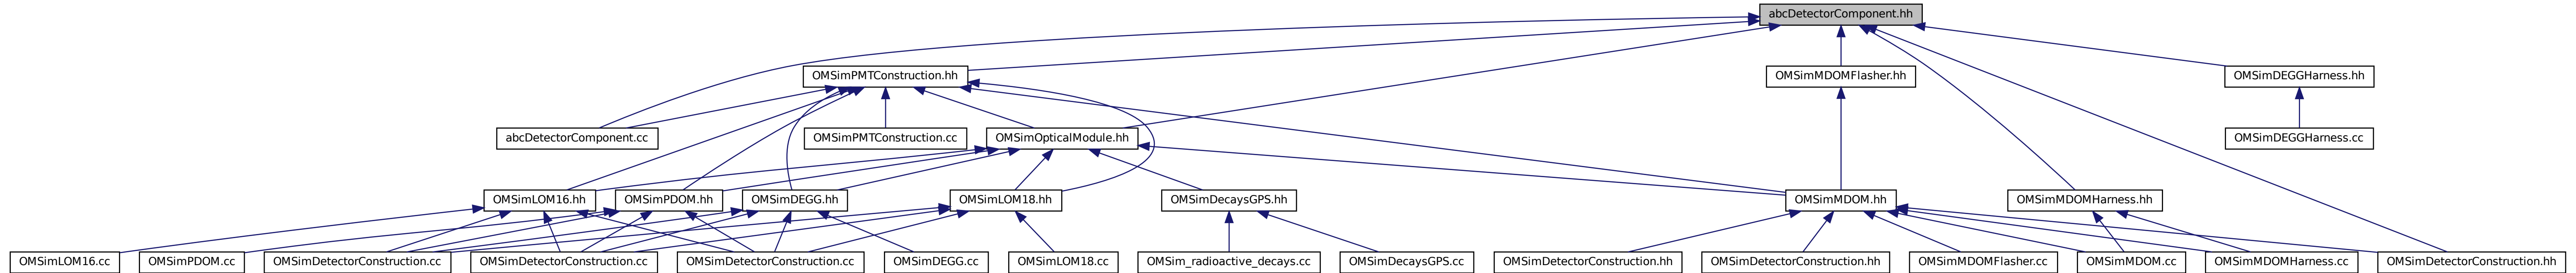 abcDetectorComponent.hh
OMSimPMTConstruction.hh
OMSimMDOMFlasher.hh
OMSimDEGGHarness.hh
abcDetectorComponent.cc
OMSimPMTConstruction.cc
OMSimOpticalModule.hh
OMSimDEGGHarness.cc
OMSimLOM16.hh
OMSimPDOM.hh
OMSimDEGG.hh
OMSimLOM18.hh
OMSimDecaysGPS.hh
OMSimMDOM.hh
OMSimMDOMHarness.hh
OMSimLOM16.cc
OMSimPDOM.cc
OMSimDetectorConstruction.cc
OMSimDetectorConstruction.cc
OMSimDetectorConstruction.cc
OMSimDEGG.cc
OMSimLOM18.cc
OMSim_radioactive_decays.cc
OMSimDecaysGPS.cc
OMSimDetectorConstruction.hh
OMSimDetectorConstruction.hh
OMSimMDOMFlasher.cc
OMSimMDOM.cc
OMSimMDOMHarness.cc
OMSimDetectorConstruction.hh